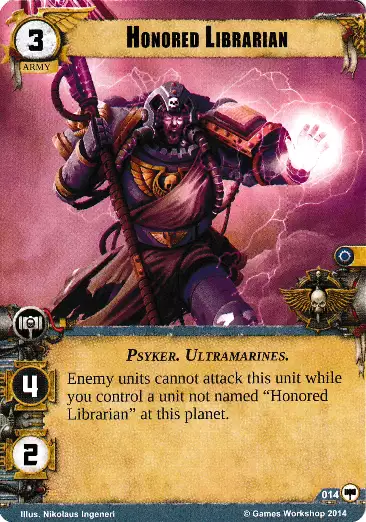 3
HONORED LIBRARIAN
ARMY
PSYKER. ULTRAMARINES.
4
Enemy units cannot attack this unit while
you control a unit not named “Honored
Librarian” at this planet.
2
014
Illus. Nikolaus Ingeneri
© Games Workshop 2014